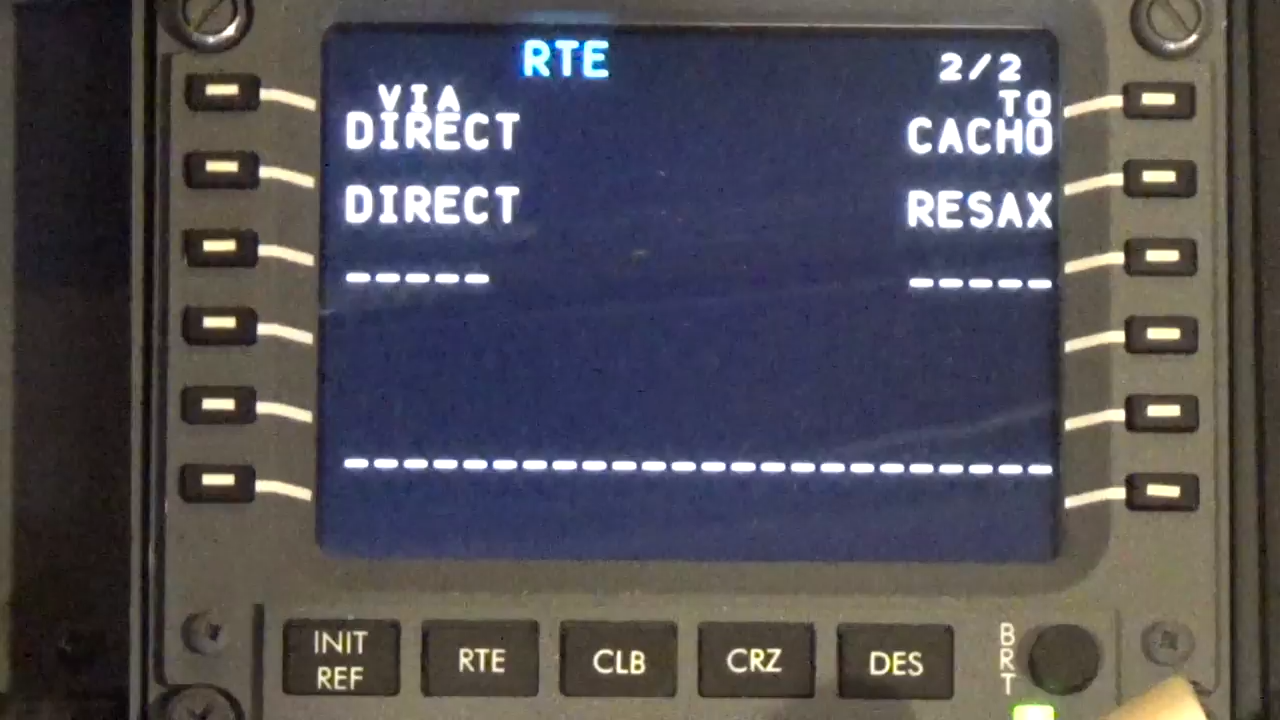 RTE 2/2
VIA TO
DIRECT CACHO
DIRECT RESAX
----- -----
------------------------
INIT REF RTE CLB CRZ DES BRT